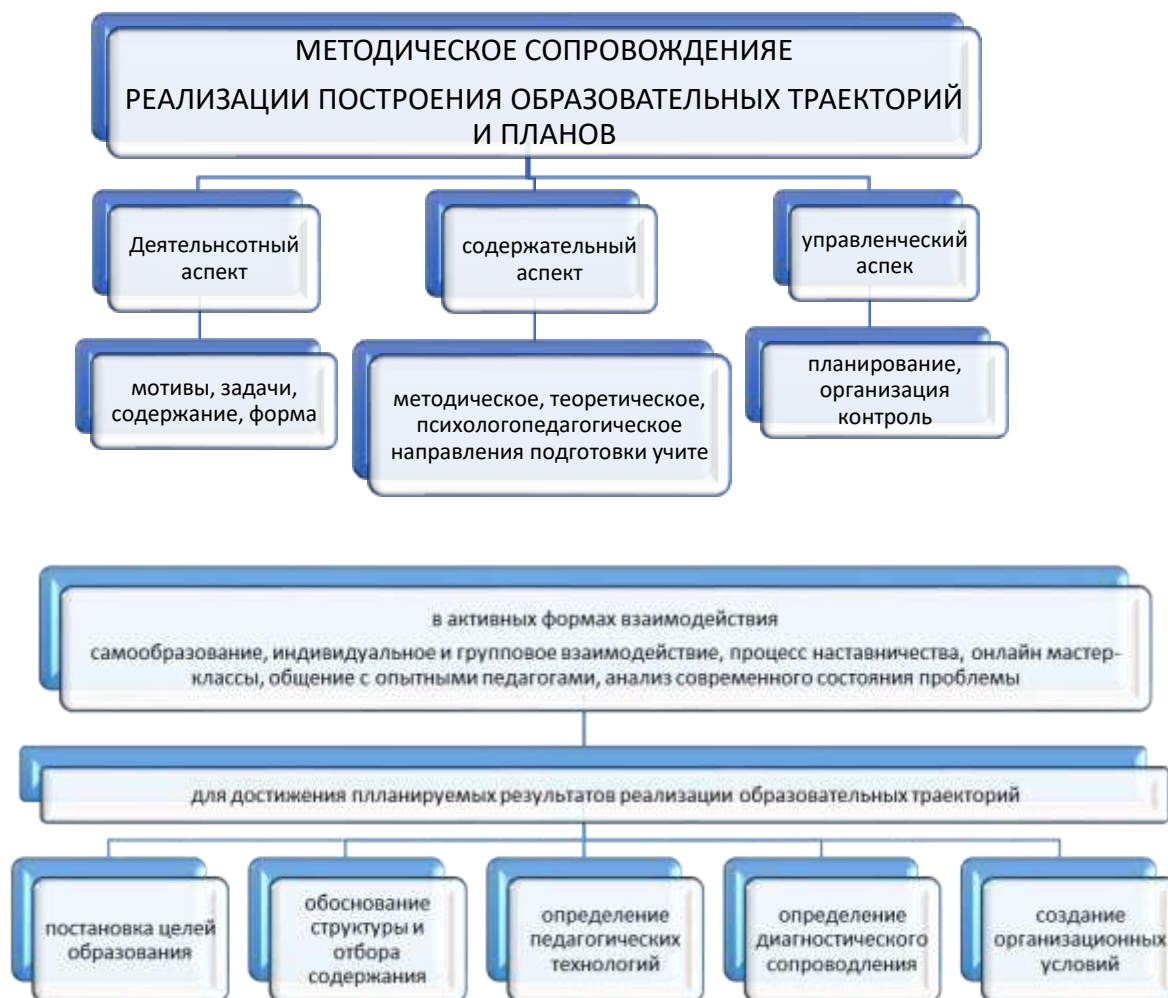 МЕТОДИЧЕСКОЕ СОПРОВОЖДЕНИЯЕ
РЕАЛИЗАЦИИ ПОСТРОЕНИЯ ОБРАЗОВАТЕЛЬНЫХ ТРАЕКТОРИЙ
И ПЛАНОВ
Деятельнсотный
аспект
содержательный
аспект
управленческий
аспек
мотивы, задачи,
содержание, форма
методическое, теоретическое,
психологопедагогическое
направления подготовки учите
планирование,
организация
контроль
в активных формах взаимодействия
самообразование, индивидуальное и групповое взаимодействие, процесс наставничества, онлайн мастер-
классы, общение с опытными педагогами, анализ современного состояния проблемы
для достижения плланируемых результатов реализации образовательных траекторий
постановка целей
образования
обоснование
структуры и
отбора
содержания
определение
педагогических
технологий
определение
диагностического
сопроводления
создание
организационных
условий